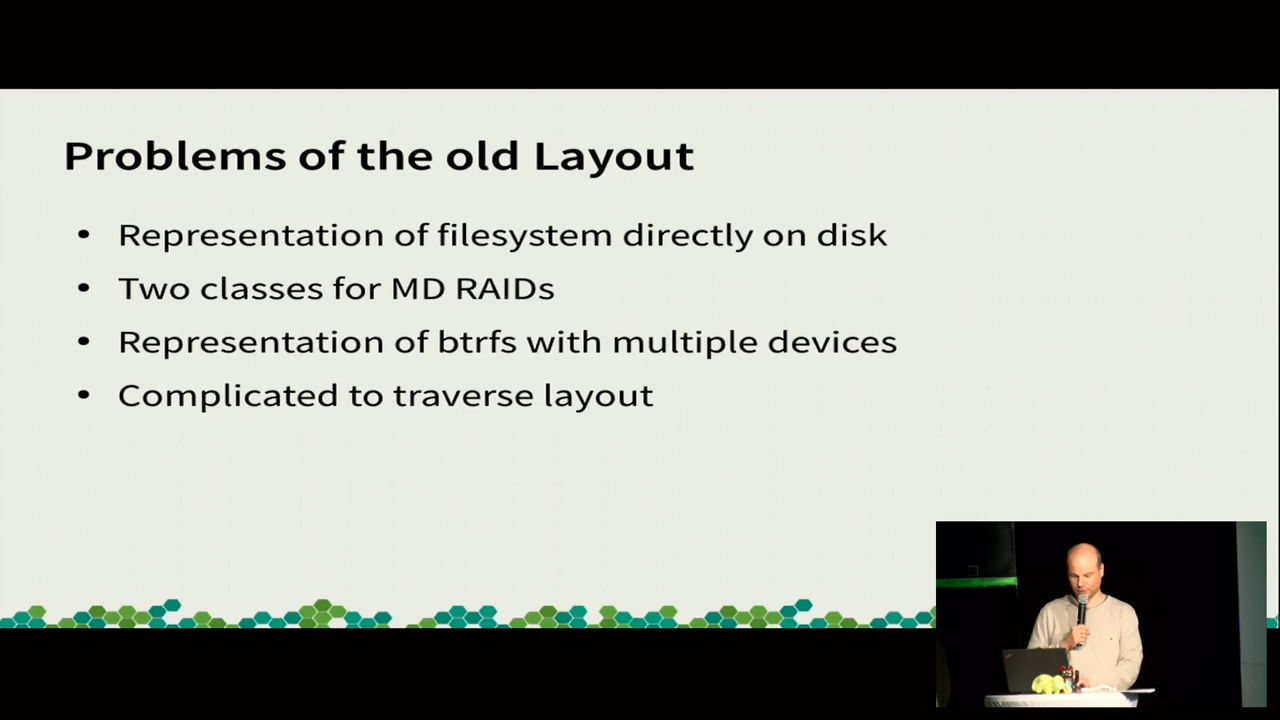 Problems of the old Layout
• Representation of filesystem directly on disk
• Two classes for MD RAIDs
• Representation of btrfs with multiple devices
• Complicated to traverse layout